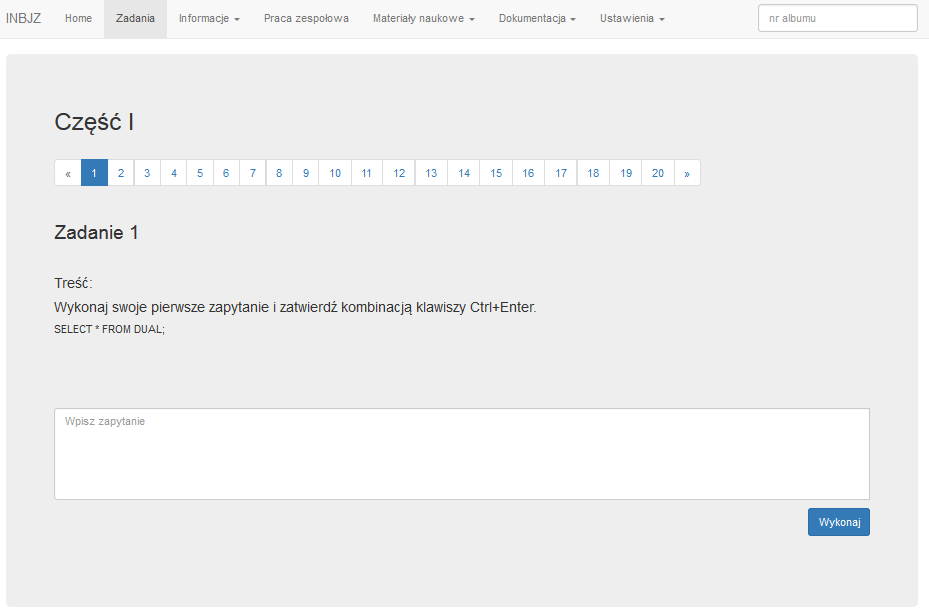 INBJZ Home Zadania Informacje Praca zespołowa Materiały naukowe Dokumentacja Ustawienia nr albumu
Część I
« 1 2 3 4 5 6 7 8 9 10 11 12 13 14 15 16 17 18 19 20 »
Zadanie 1
Treść:
Wykonaj swoje pierwsze zapytanie i zatwierdź kombinacją klawiszy Ctrl+Enter.
SELECT * FROM DUAL;
Wpisz zapytanie
Wykonaj